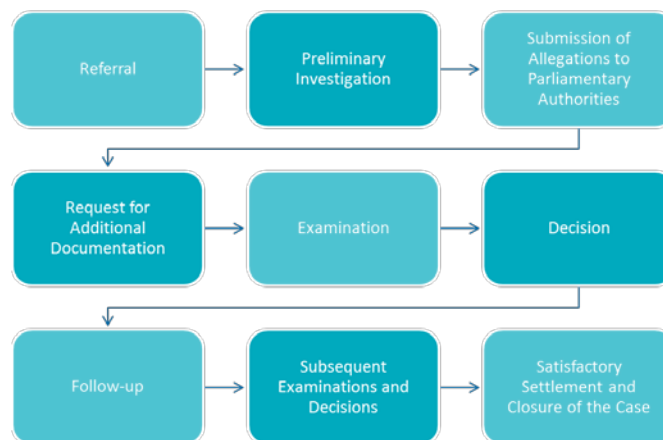 Referral
Preliminary
Investigation
Submission of
Allegations to
Parliamentary
Authorities
Request for
Additional
Documentation
Examination
Decision
Follow-up
Subsequent
Examinations and
Decisions
Satisfactory
Settlement and
Closure of the Case